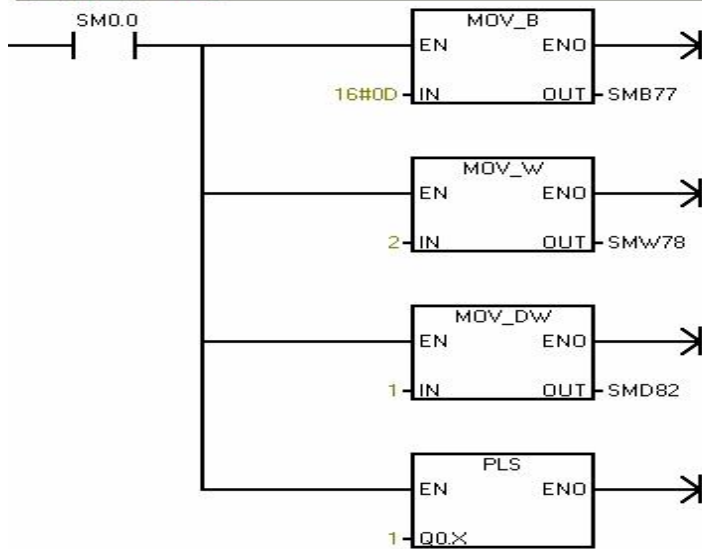 SM0.0
MOV_B
EN ENO
16#0D IN OUT SMB77
MOV_W
EN ENO
2 IN OUT SMW78
MOV_DW
EN ENO
1 IN OUT SMD82
PLS
EN ENO
1 Q0.X